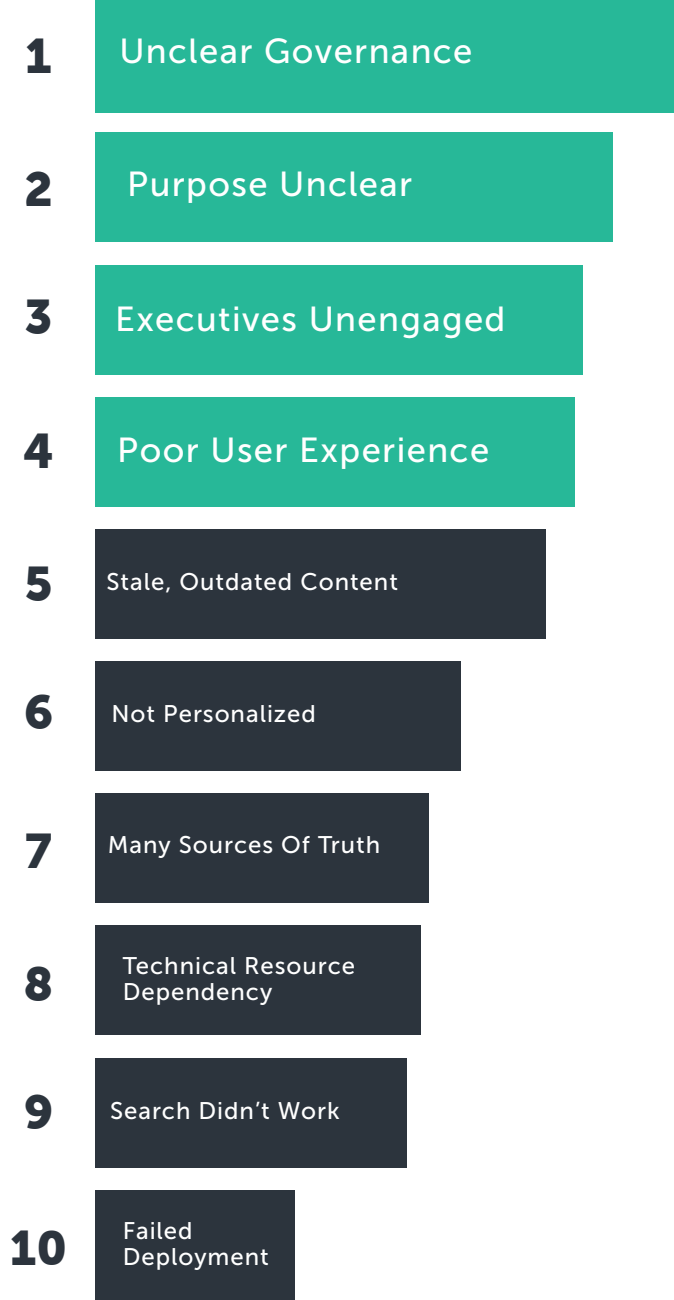 1
Unclear Governance
2
Purpose Unclear
3
Executives Unengaged
4
Poor User Experience
5
Stale, Outdated Content
6
Not Personalized
7
Many Sources Of Truth
8
Technical Resource
Dependency
9
Search Didn’t Work
10
Failed
Deployment